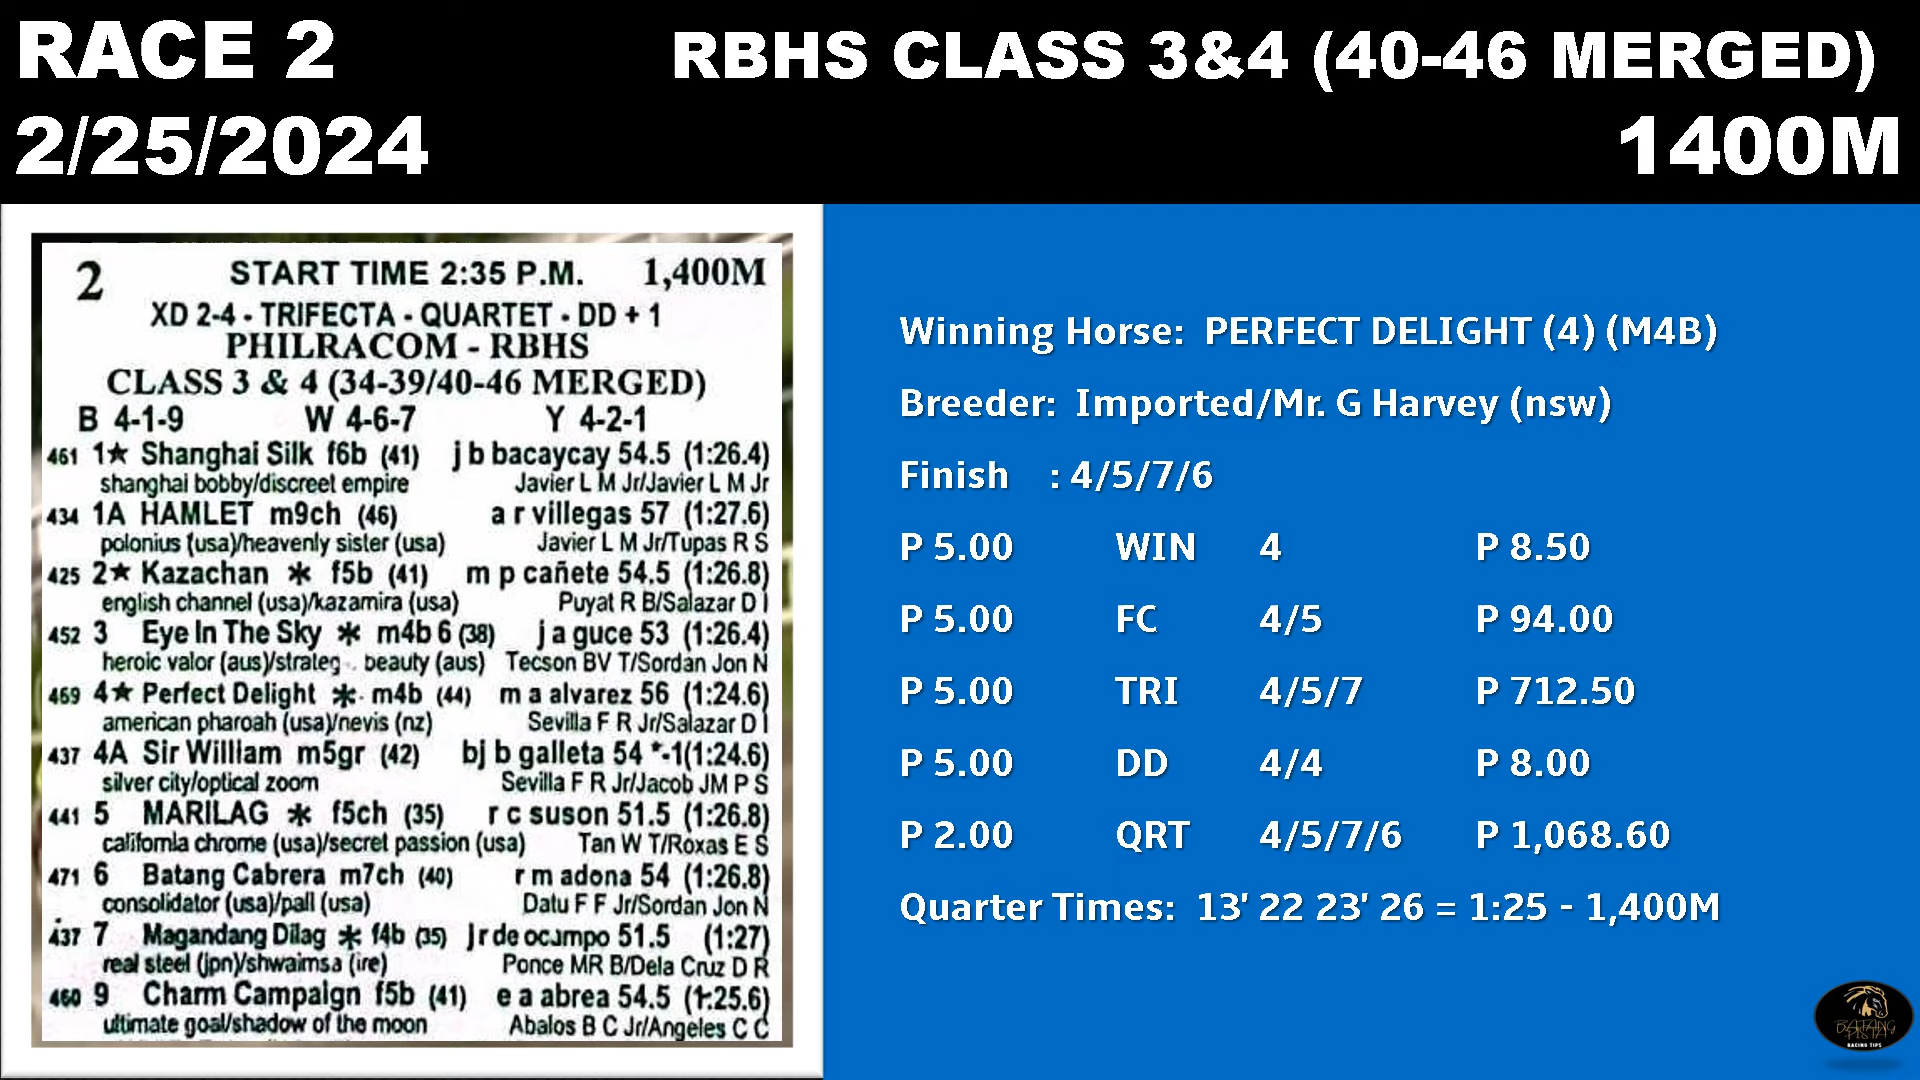 RACE 2
RBHS CLASS 3&4 (40-46 MERGED)
2/25/2024
1400M
2 START TIME 2:35 P.M. 1,400M
XD 2-4 - TRIFECTA - QUARTET - DD + 1
PHILRACOM - RBHS
CLASS 3 & 4 (34-39/40-46 MERGED)
B 4-1-9 W 4-6-7 Y 4-2-1
461 1★ Shanghai Silk f6b (41) j b bacaycay 54.5 (1:26.4)
shanghai bobby/discreet empire Javier L M Jr/Javier L M Jr
434 1A HAMLET m9ch (46) a r villegas 57 (1:27.6)
polonius (usa)/heavenly sister (usa) Javier L M Jr/Tupas R S
425 2★ Kazachan * f5b (41) m p cañete 54.5 (1:26.8)
english channel (usa)/kazamira (usa) Puyat R B/Salazar D I
452 3 Eye In The Sky * m4b 6 (38) j a guce 53 (1:26.4)
heroic valor (aus)/strateg beauty (aus) Tecson BV T/Sordan Jon N
469 4★ Perfect Delight * m4b (44) m a alvarez 56 (1:24.6)
american pharoah (usa)/nevis (nz) Sevilla F R Jr/Salazar D I
437 4A Sir William m5gr (42) bj b galleta 54 *-1(1:24.6)
silver city/optical zoom Sevilla F R Jr/Jacob JM P S
441 5 MARILAG * f5ch (35) r c suson 51.5 (1:26.8)
california chrome (usa)/secret passion (usa) Tan W T/Roxas E S
471 6 Batang Cabrera m7ch (40) r m adona 54 (1:26.8)
consolidator (usa)/pall (usa) Datu F F Jr/Sordan Jon N
437 7 Magandang Dilag * f4b (35) j r de ocampo 51.5 (1:27)
real steel (jpn)/shwaimsa (ire) Ponce MR B/Dela Cruz D R
460 9 Charm Campaign f5b (41) e a abrea 54.5 (1:25.6)
ultimate goal/shadow of the moon Abalos B C Jr/Angeles C C
Winning Horse: PERFECT DELIGHT (4) (M4B)
Breeder: Imported/Mr. G Harvey (nsw)
Finish : 4/5/7/6
P 5.00 WIN 4 P 8.50
P 5.00 FC 4/5 P 94.00
P 5.00 TRI 4/5/7 P 712.50
P 5.00 DD 4/4 P 8.00
P 2.00 QRT 4/5/7/6 P 1,068.60
Quarter Times: 13' 22 23' 26 = 1:25 - 1,400M
RACING TIPS